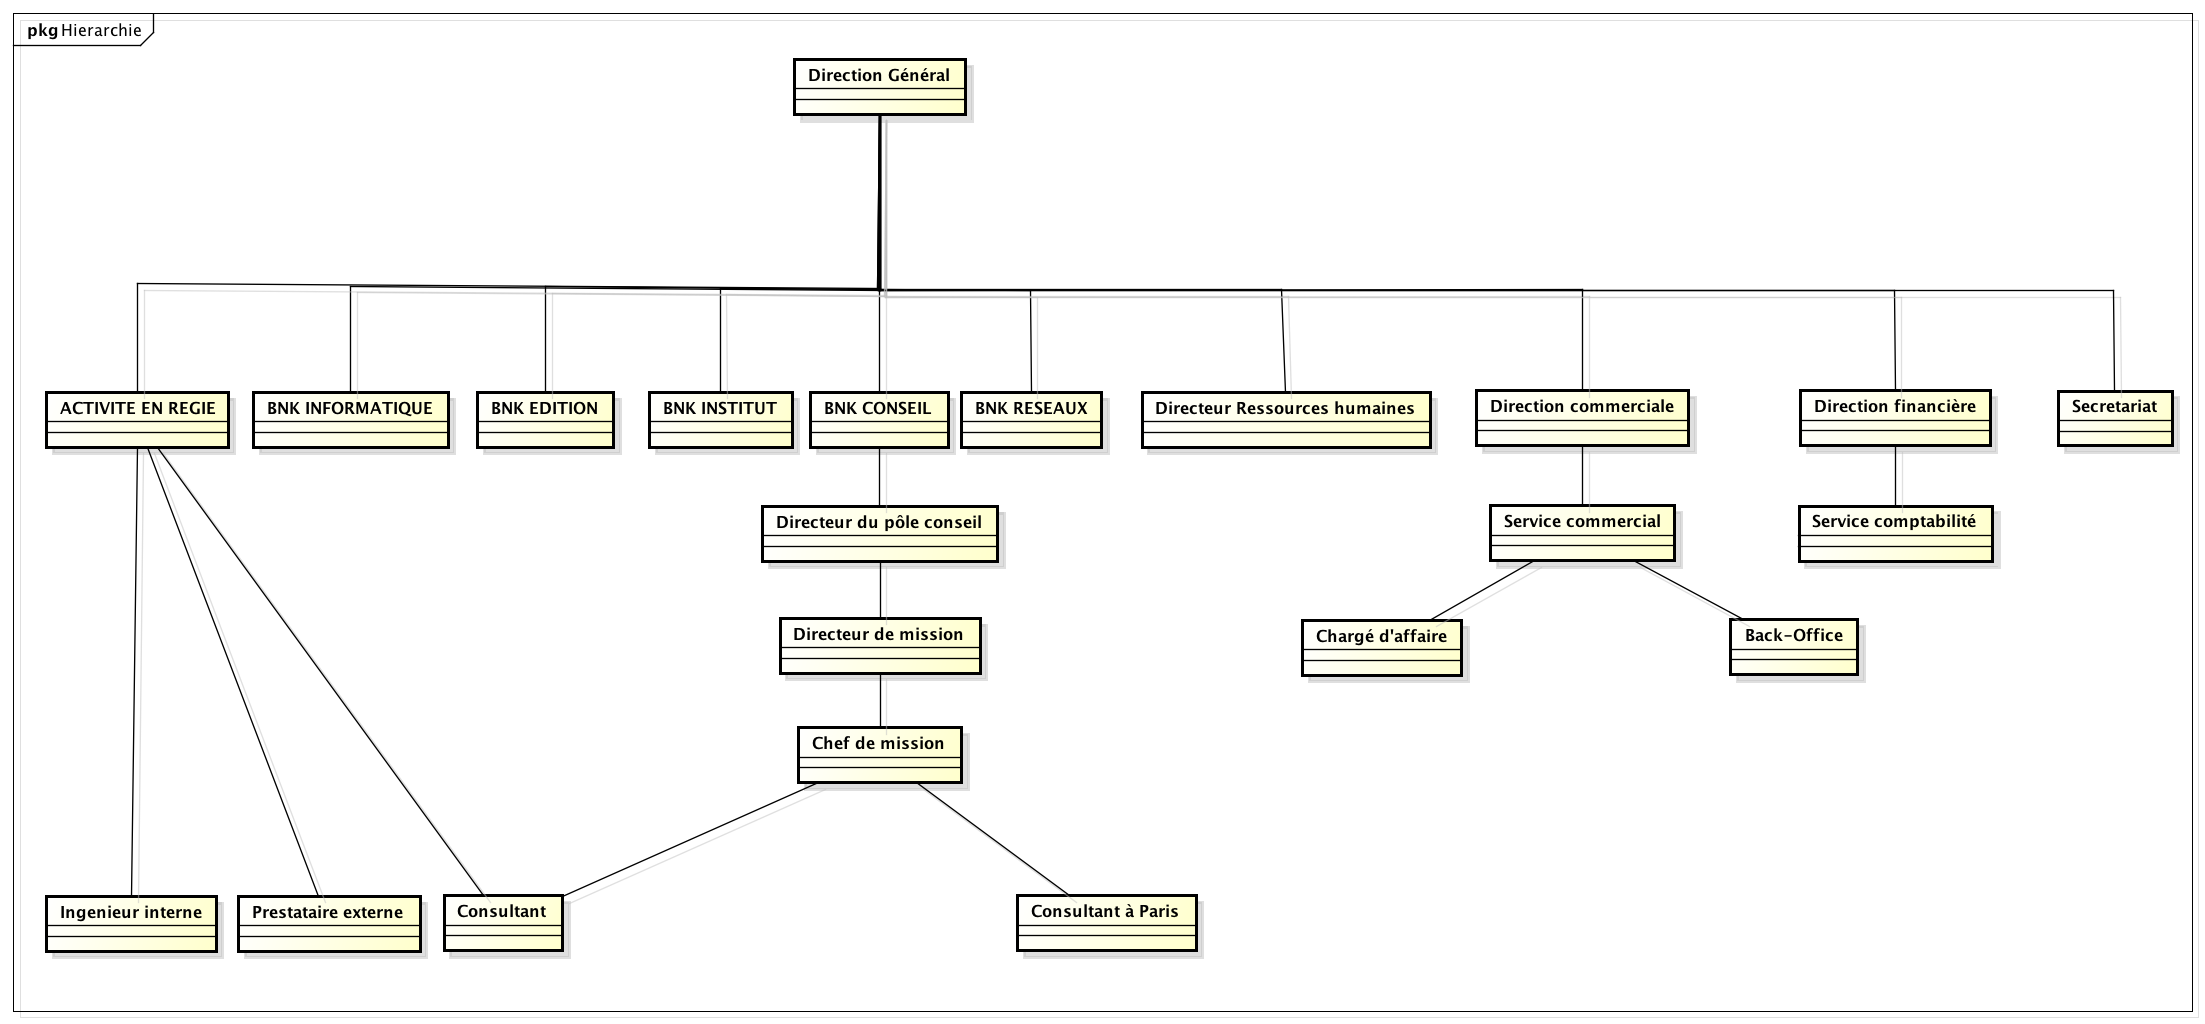 pkg Hierarchie
Direction Général
ACTIVITE EN REGIE
BNK INFORMATIQUE
BNK EDITION
BNK INSTITUT
BNK CONSEIL
BNK RESEAUX
Directeur Ressources humaines
Direction commerciale
Direction financière
Secretariat
Directeur du pôle conseil
Service commercial
Service comptabilité
Directeur de mission
Chargé d'affaire
Back-Office
Chef de mission
Ingenieur interne
Prestataire externe
Consultant
Consultant à Paris